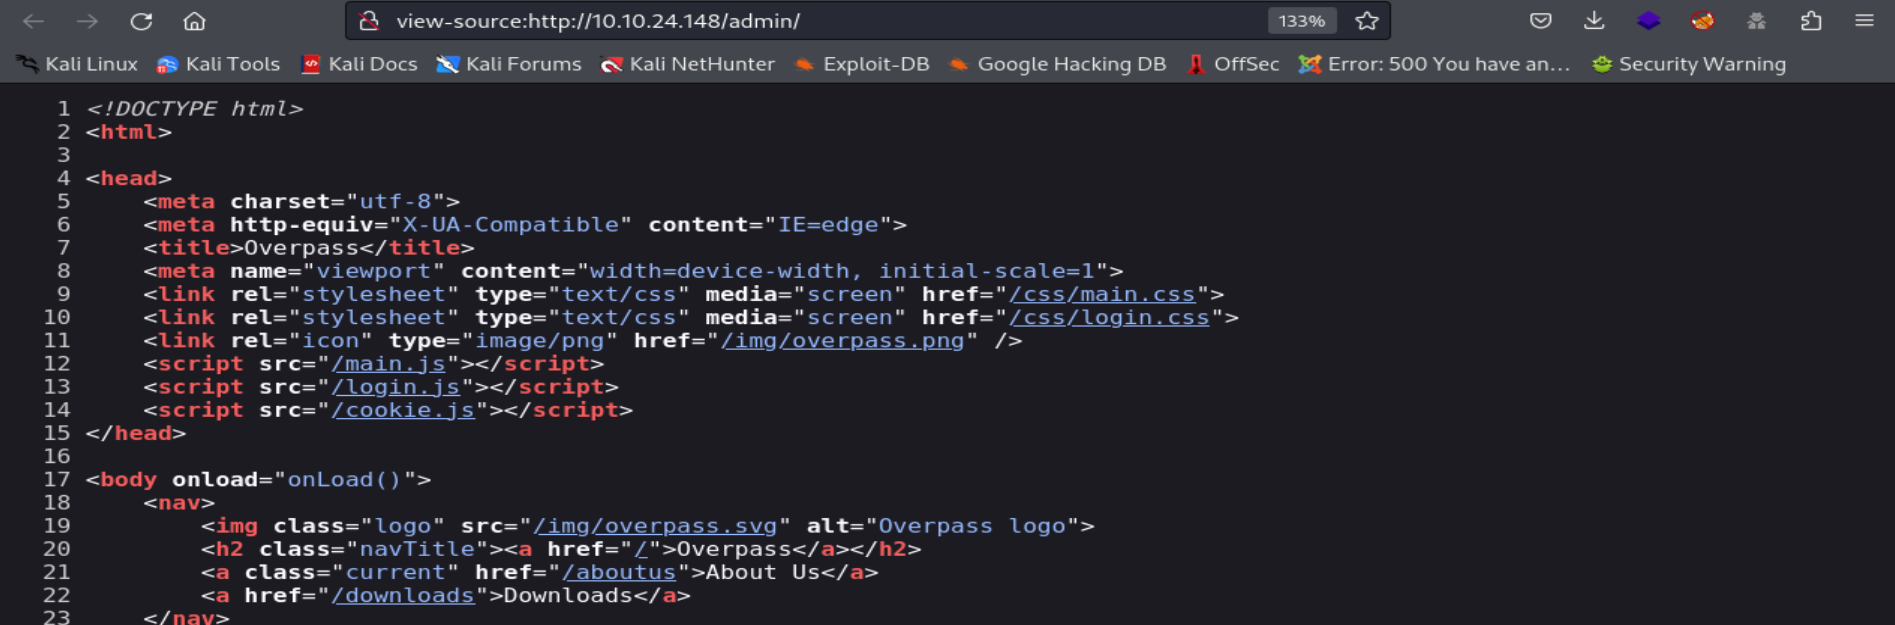 view-source:http://10.10.24.148/admin/ 133%
Kali Linux Kali Tools Kali Docs Kali Forums Kali NetHunter Exploit-DB Google Hacking DB OffSec Error: 500 You have an... Security Warning
1 <!DOCTYPE html>
2 <html>
3
4 <head>
5     <meta charset="utf-8">
6     <meta http-equiv="X-UA-Compatible" content="IE=edge">
7     <title>Overpass</title>
8     <meta name="viewport" content="width=device-width, initial-scale=1">
9     <link rel="stylesheet" type="text/css" media="screen" href="/css/main.css">
10     <link rel="stylesheet" type="text/css" media="screen" href="/css/login.css">
11     <link rel="icon" type="image/png" href="/img/overpass.png" />
12     <script src="/main.js"></script>
13     <script src="/login.js"></script>
14     <script src="/cookie.js"></script>
15 </head>
16
17 <body onload="onLoad()">
18     <nav>
19         <img class="logo" src="/img/overpass.svg" alt="Overpass logo">
20         <h2 class="navTitle"><a href="/">Overpass</a></h2>
21         <a class="current" href="/aboutus">About Us</a>
22         <a href="/downloads">Downloads</a>
23     </nav>